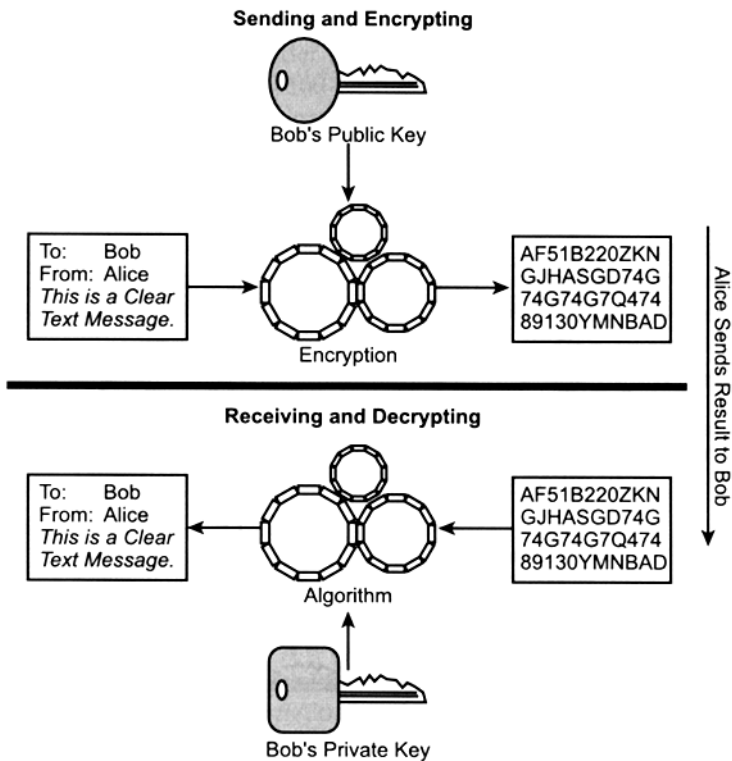 Sending and Encrypting
Bob's Public Key
To: Bob
From: Alice
This is a Clear
Text Message.
Encryption
AF51B220ZKN
GJHASGD74G
74G74G7Q474
89130YMNBAD
Alice Sends Result to Bob
Receiving and Decrypting
To: Bob
From: Alice
This is a Clear
Text Message.
Algorithm
AF51B220ZKN
GJHASGD74G
74G74G7Q474
89130YMNBAD
Bob's Private Key